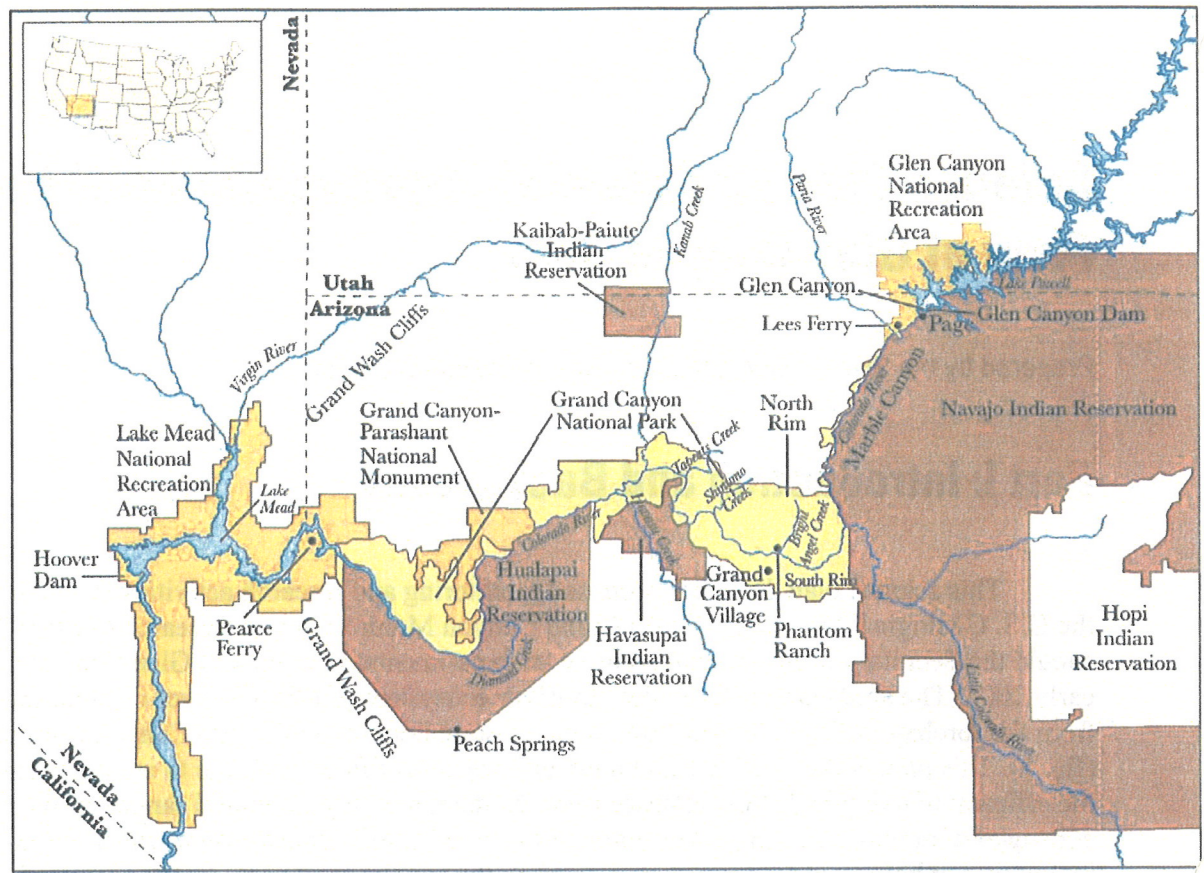 Nevada
Glen Canyon
National
Recreation
Area
Paria River
Kanab Creek
Kaibab-Paiute
Indian
Reservation
Utah
Arizona
Glen Canyon
Lake Powell
Glen Canyon Dam
Lees Ferry
Page
Virgin River
Grand Wash Cliffs
Colorado River
Marble Canyon
Navajo Indian Reservation
Grand Canyon-
Parashant
National
Monument
Grand Canyon
National Park
North
Rim
Lake Mead
National
Recreation
Area
Lake
Mead
Tapeats Creek
Shinumo
Creek
Bright
Angel Creek
Colorado River
Havasu Creek
Hoover
Dam
Hualapai
Indian
Reservation
Grand
Canyon
Village
South Rim
Pearce
Ferry
Grand Wash Cliffs
Diamond Creek
Havasupai
Indian
Reservation
Phantom
Ranch
Hopi
Indian
Reservation
Little Colorado River
Peach Springs
Nevada
California